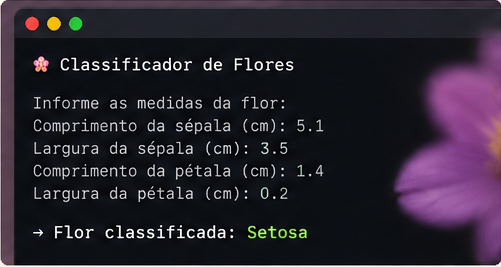 🌸 Classificador de Flores
Informe as medidas da flor:
Comprimento da sépala (cm): 5.1
Largura da sépala (cm): 3.5
Comprimento da pétala (cm): 1.4
Largura da pétala (cm): 0.2
→ Flor classificada: Setosa